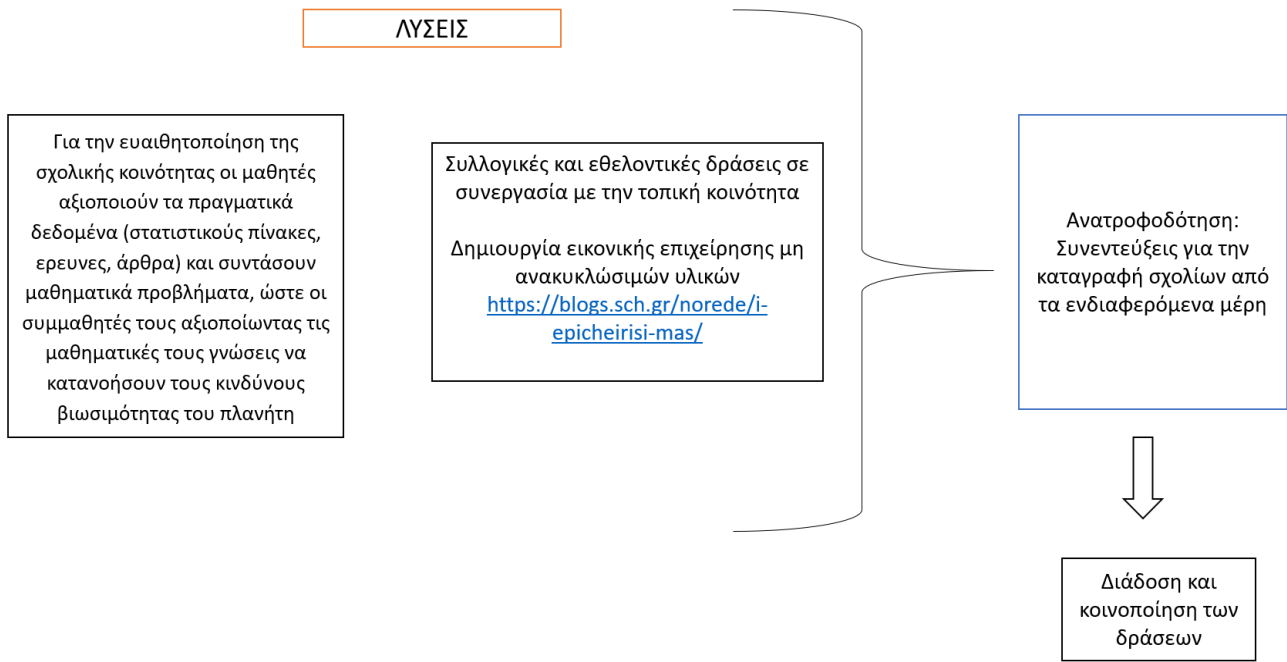 ΛΥΣΕΙΣ
Για την ευαιθητοποίηση της
σχολικής κοινότητας οι μαθητές
αξιοποιούν τα πραγματικά
δεδομένα (στατιστικούς πίνακες,
ερευνες, άρθρα) και συντάσουν
μαθηματικά προβλήματα, ώστε οι
συμμαθητές τους αξιοποίωντας τις
μαθηματικές τους γνώσεις να
κατανοήσουν τους κινδύνους
βιωσιμότητας του πλανήτη
Συλλογικές και εθελοντικές δράσεις σε
συνεργασία με την τοπική κοινότητα
Δημιουργία εικονικής επιχείρησης μη
ανακυκλώσιμών υλικών
https://blogs.sch.gr/norede/i-
epicheirisi-mas/
Ανατροφοδότηση:
Συνεντεύξεις για την
καταγραφή σχολίων από
τα ενδιαφερόμενα μέρη
Διάδοση και
κοινοποίηση των
δράσεων